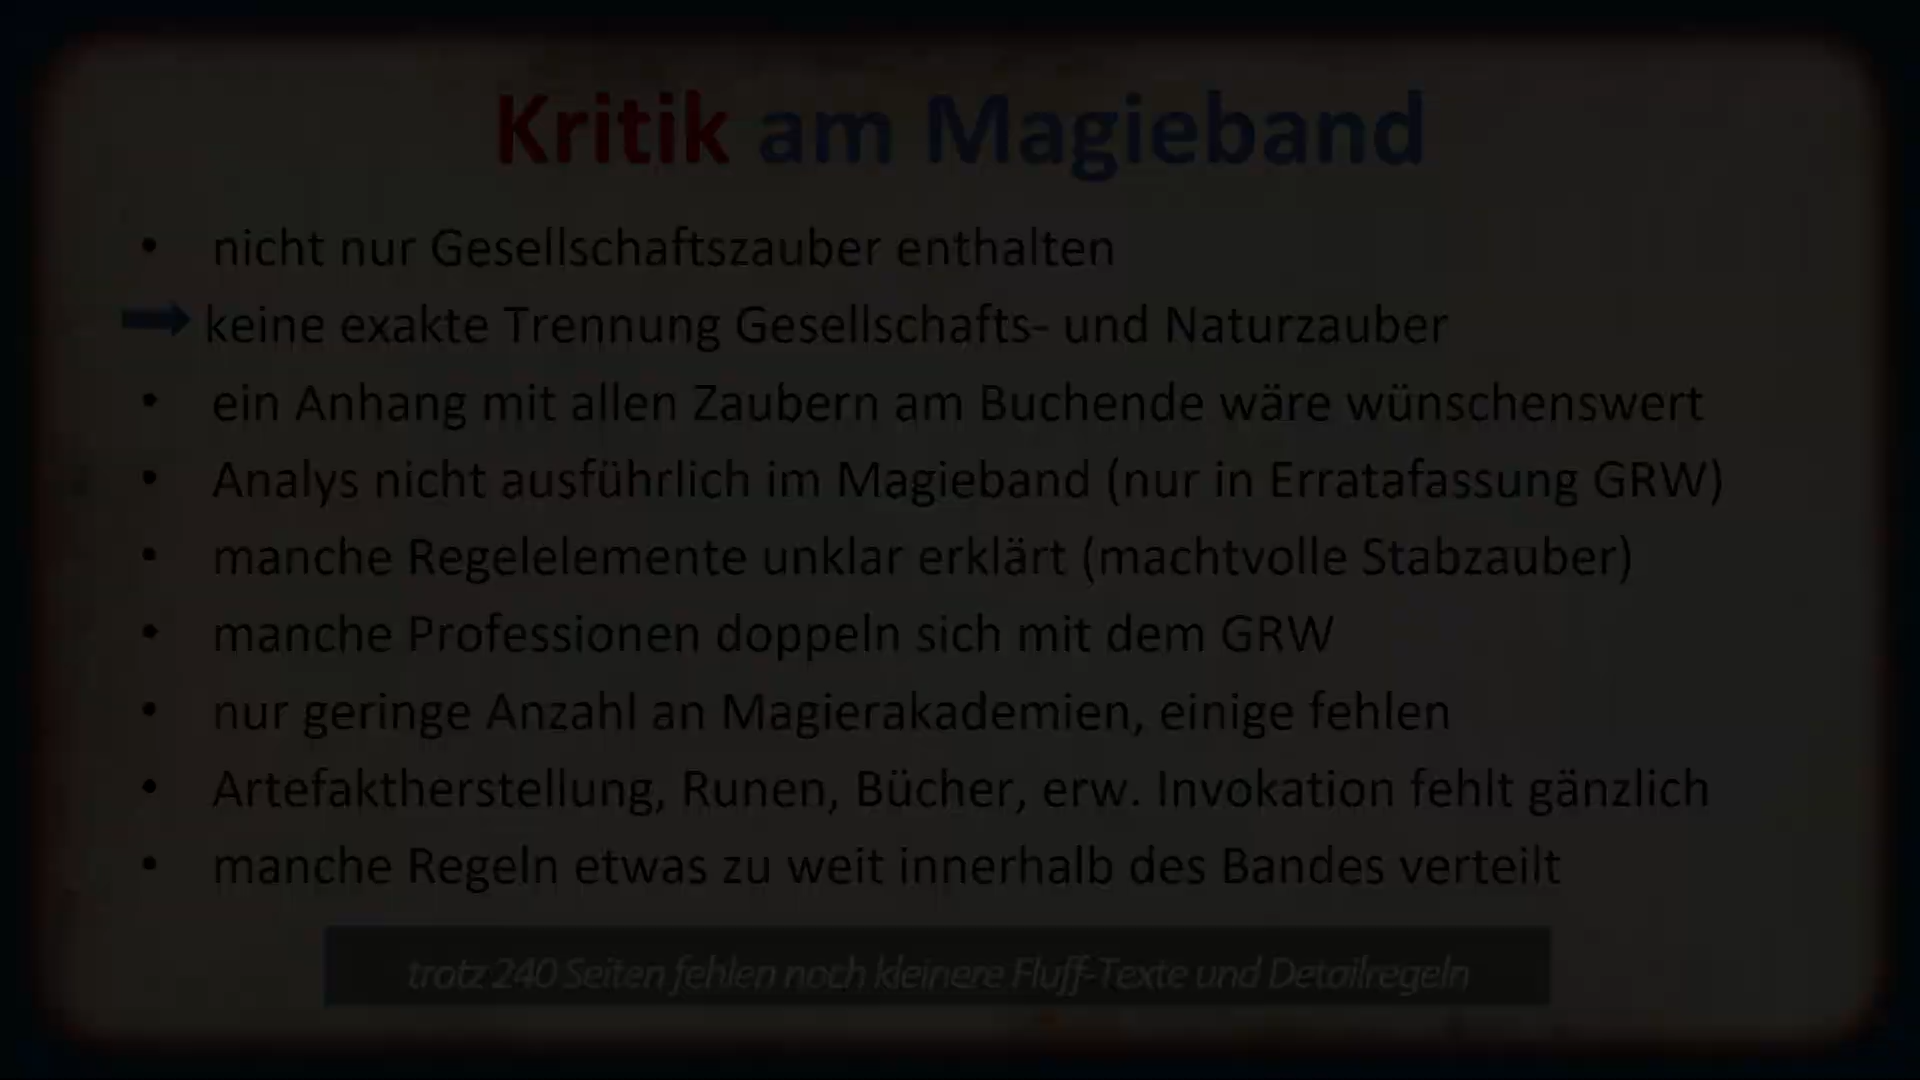 Kritik am Magieband
• nicht nur Gesellschaftszauber enthalten
➡ keine exakte Trennung Gesellschafts- und Naturzauber
• ein Anhang mit allen Zaubern am Buchende wäre wünschenswert
• Analys nicht ausführlich im Magieband (nur in Erratafassung GRW)
• manche Regelelemente unklar erklärt (machtvolle Stabzauber)
• manche Professionen doppeln sich mit dem GRW
• nur geringe Anzahl an Magierakademien, einige fehlen
• Artefaktherstellung, Runen, Bücher, erw. Invokation fehlt gänzlich
• manche Regeln etwas zu weit innerhalb des Bandes verteilt
trotz 240 Seiten fehlen noch kleinere Fluff-Texte und Detailregeln